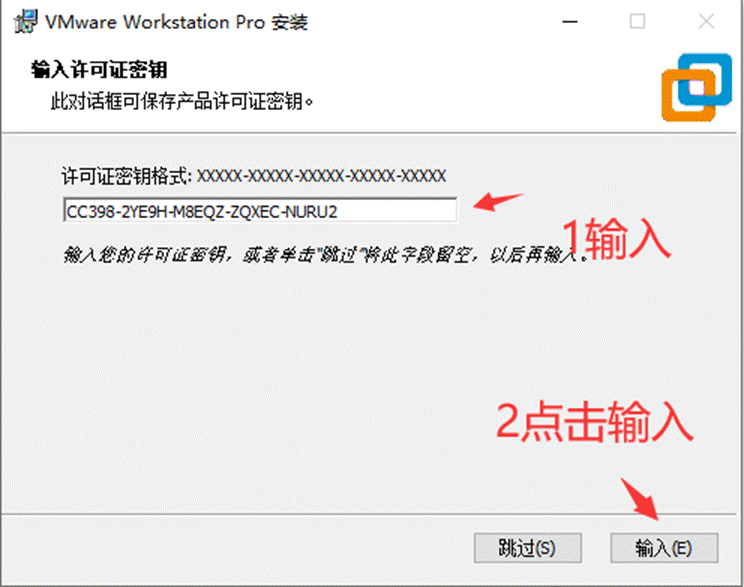 VMware Workstation Pro 安装
输入许可证密钥
此对话框可保存产品许可证密钥。
许可证密钥格式: XXXXX-XXXXX-XXXXX-XXXXX-XXXXX
CC398-2YE9H-M8EQZ-ZQXEC-NURU2
1输入
输入您的许可证密钥，或者单击“跳过”将此字段留空，以后再输入。
2点击输入
跳过(S)
输入(E)